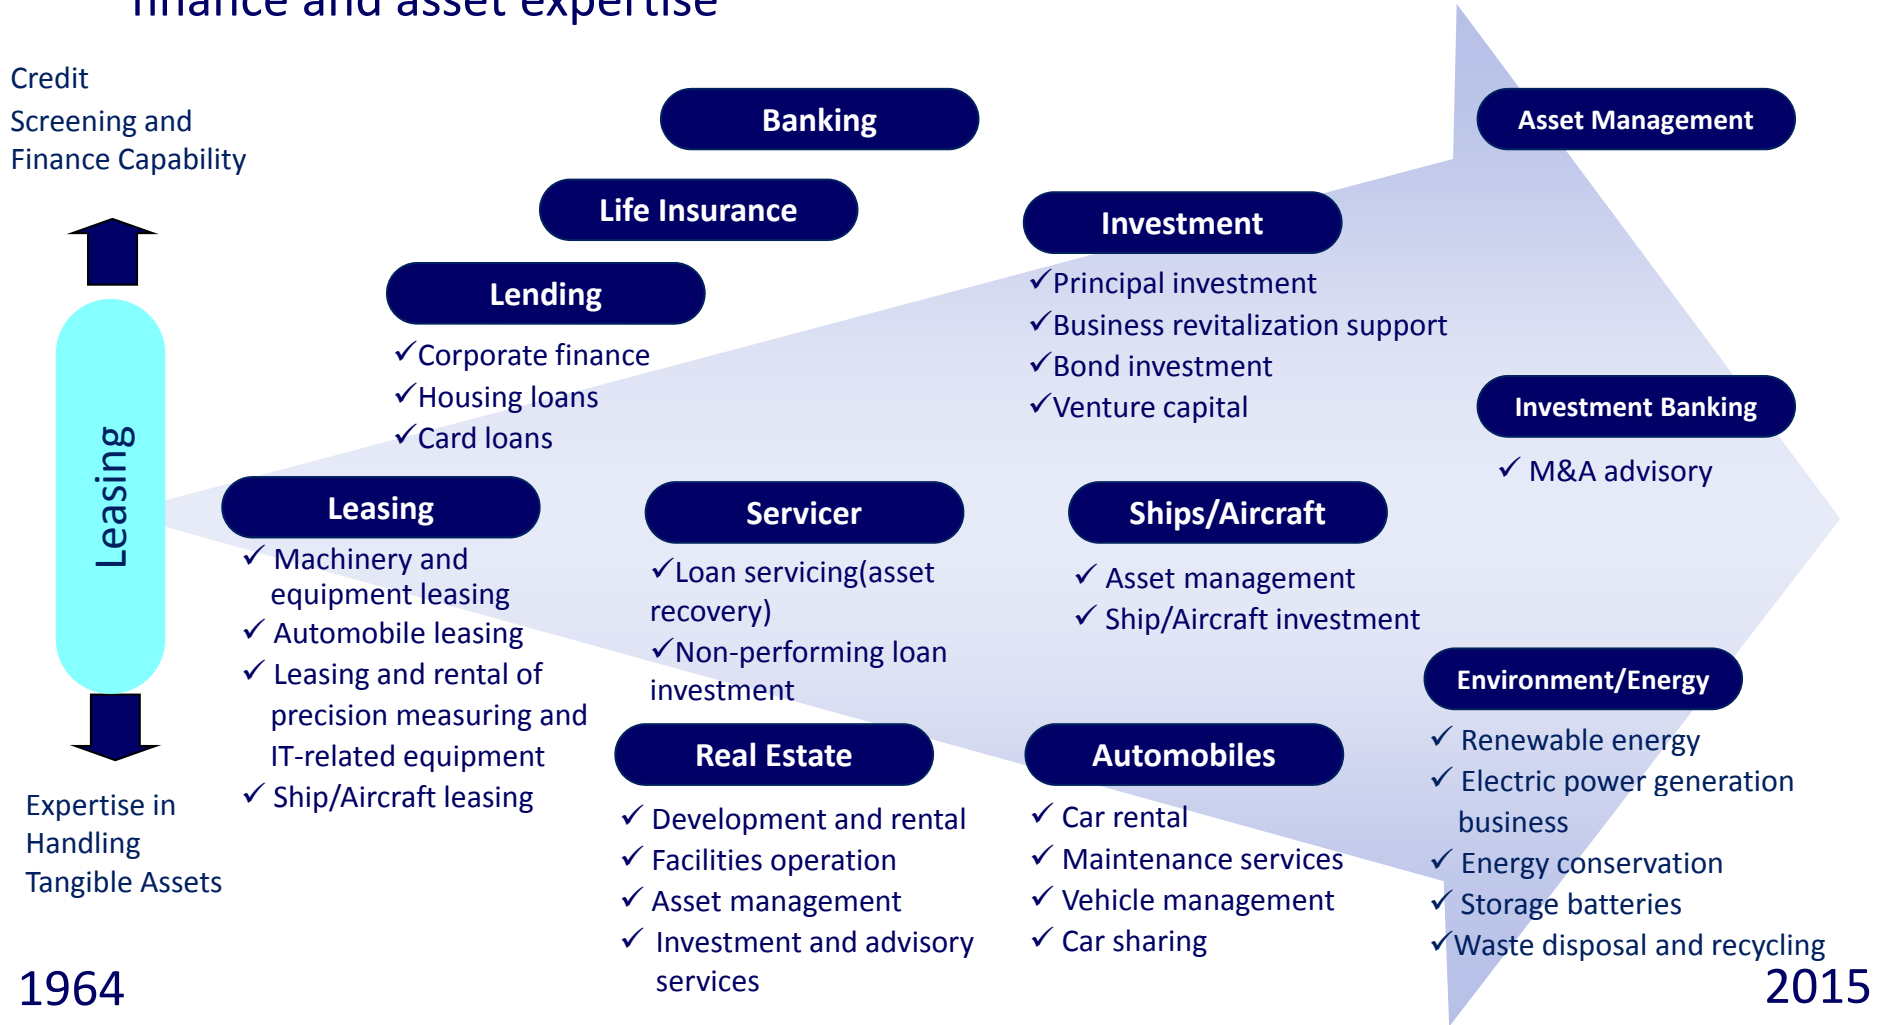 finance and asset expertise
Credit
Screening and
Finance Capability
Leasing
Expertise in
Handling
Tangible Assets
1964
Banking
Life Insurance
Lending
✓Corporate finance
✓Housing loans
✓Card loans
Leasing
✓ Machinery and
equipment leasing
✓ Automobile leasing
✓ Leasing and rental of
precision measuring and
IT-related equipment
✓ Ship/Aircraft leasing
Servicer
✓Loan servicing(asset
recovery)
✓Non-performing loan
investment
Real Estate
✓ Development and rental
✓ Facilities operation
✓ Asset management
✓ Investment and advisory
services
Investment
✓Principal investment
✓Business revitalization support
✓Bond investment
✓Venture capital
Ships/Aircraft
✓ Asset management
✓ Ship/Aircraft investment
Automobiles
✓ Car rental
✓ Maintenance services
✓ Vehicle management
✓ Car sharing
Asset Management
Investment Banking
✓ M&A advisory
Environment/Energy
✓ Renewable energy
✓ Electric power generation
business
✓ Energy conservation
✓ Storage batteries
✓Waste disposal and recycling
2015